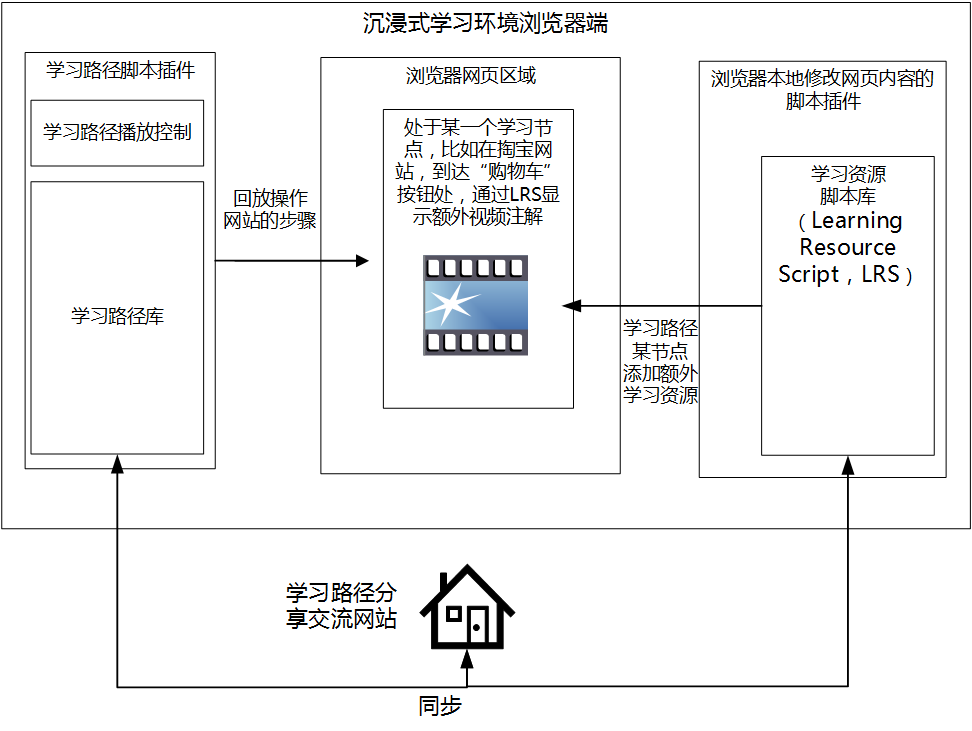 沉浸式学习环境浏览器端
学习路径脚本插件
学习路径播放控制
学习路径库
回放操作
网站的步骤
浏览器网页区域
处于某一个学习节
点，比如在掏宝网
站，到达“购物车”
按钮处，通过LRS显
示额外视频注解
浏览器本地修改网页内容的
脚本插件
学习资源
脚本库
（Learning
Resource
Script，LRS）
学习路径
某节点
添加额外
学习资源
学习路径分
享交流网站
同步